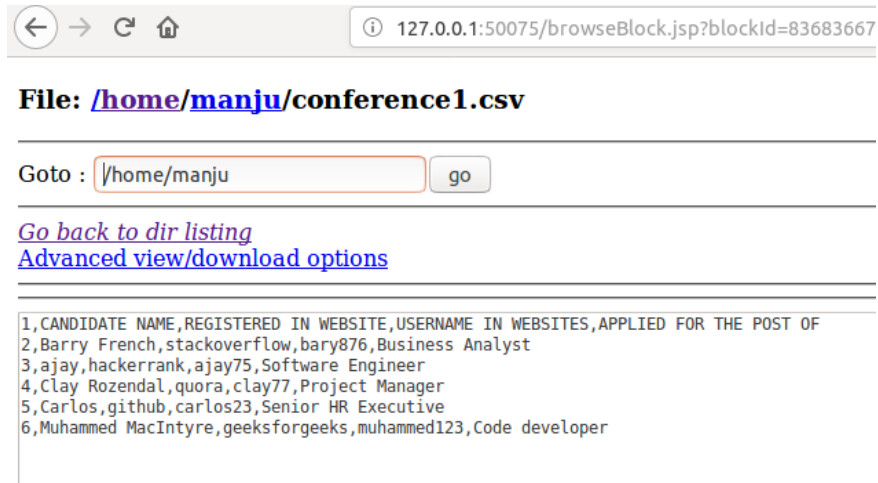 127.0.0.1:50075/browseBlock.jsp?blockId=83683667
File: /home/manju/conference1.csv
Goto : /home/manju go
Go back to dir listing
Advanced view/download options
1,CANDIDATE NAME,REGISTERED IN WEBSITE,USERNAME IN WEBSITES,APPLIED FOR THE POST OF
2,Barry French,stackoverflow,bary876,Business Analyst
3,ajay,hackerrank,ajay75,Software Engineer
4,Clay Rozendal,quora,clay77,Project Manager
5,Carlos,github,carlos23,Senior HR Executive
6,Muhammed MacIntyre,geeksforgeeks,muhammed123,Code developer